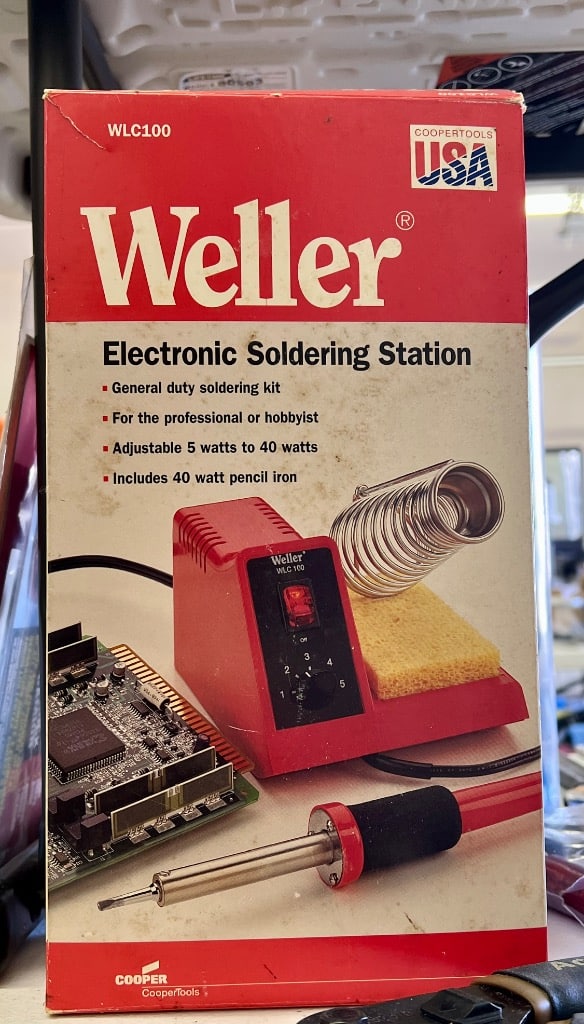 WLC100
COOPERTOOLS
USA
Weller®
Electronic Soldering Station
▪ General duty soldering kit
▪ For the professional or hobbyist
▪ Adjustable 5 watts to 40 watts
▪ Includes 40 watt pencil iron
Weller
WLC 100
Off
3
2 4
1 5
COOPER
CooperTools